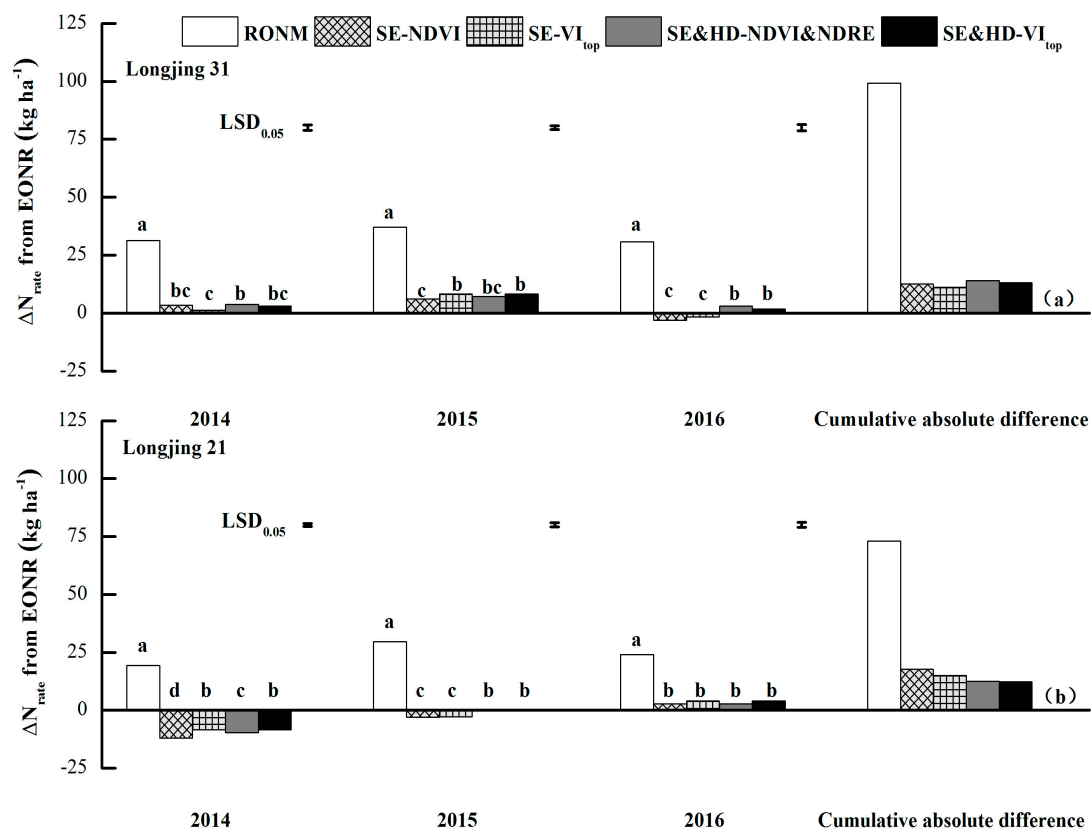 125 RONM SE-NDVI SE-VItop SE&HD-NDVI&NDRE SE&HD-VItop
Longjing 31
100
LSD0.05
75
50
a a a
25
bc c b bc c b bc b c c b b
0 (a)
-25
ΔNrate from EONR (kg ha-1)
2014 2015 2016 Cumulative absolute difference
125
Longjing 21
100
LSD0.05
75
50
a a a
25
d b c b c c b b b b b b
0 (b)
-25
ΔNrate from EONR (kg ha-1)
2014 2015 2016 Cumulative absolute difference